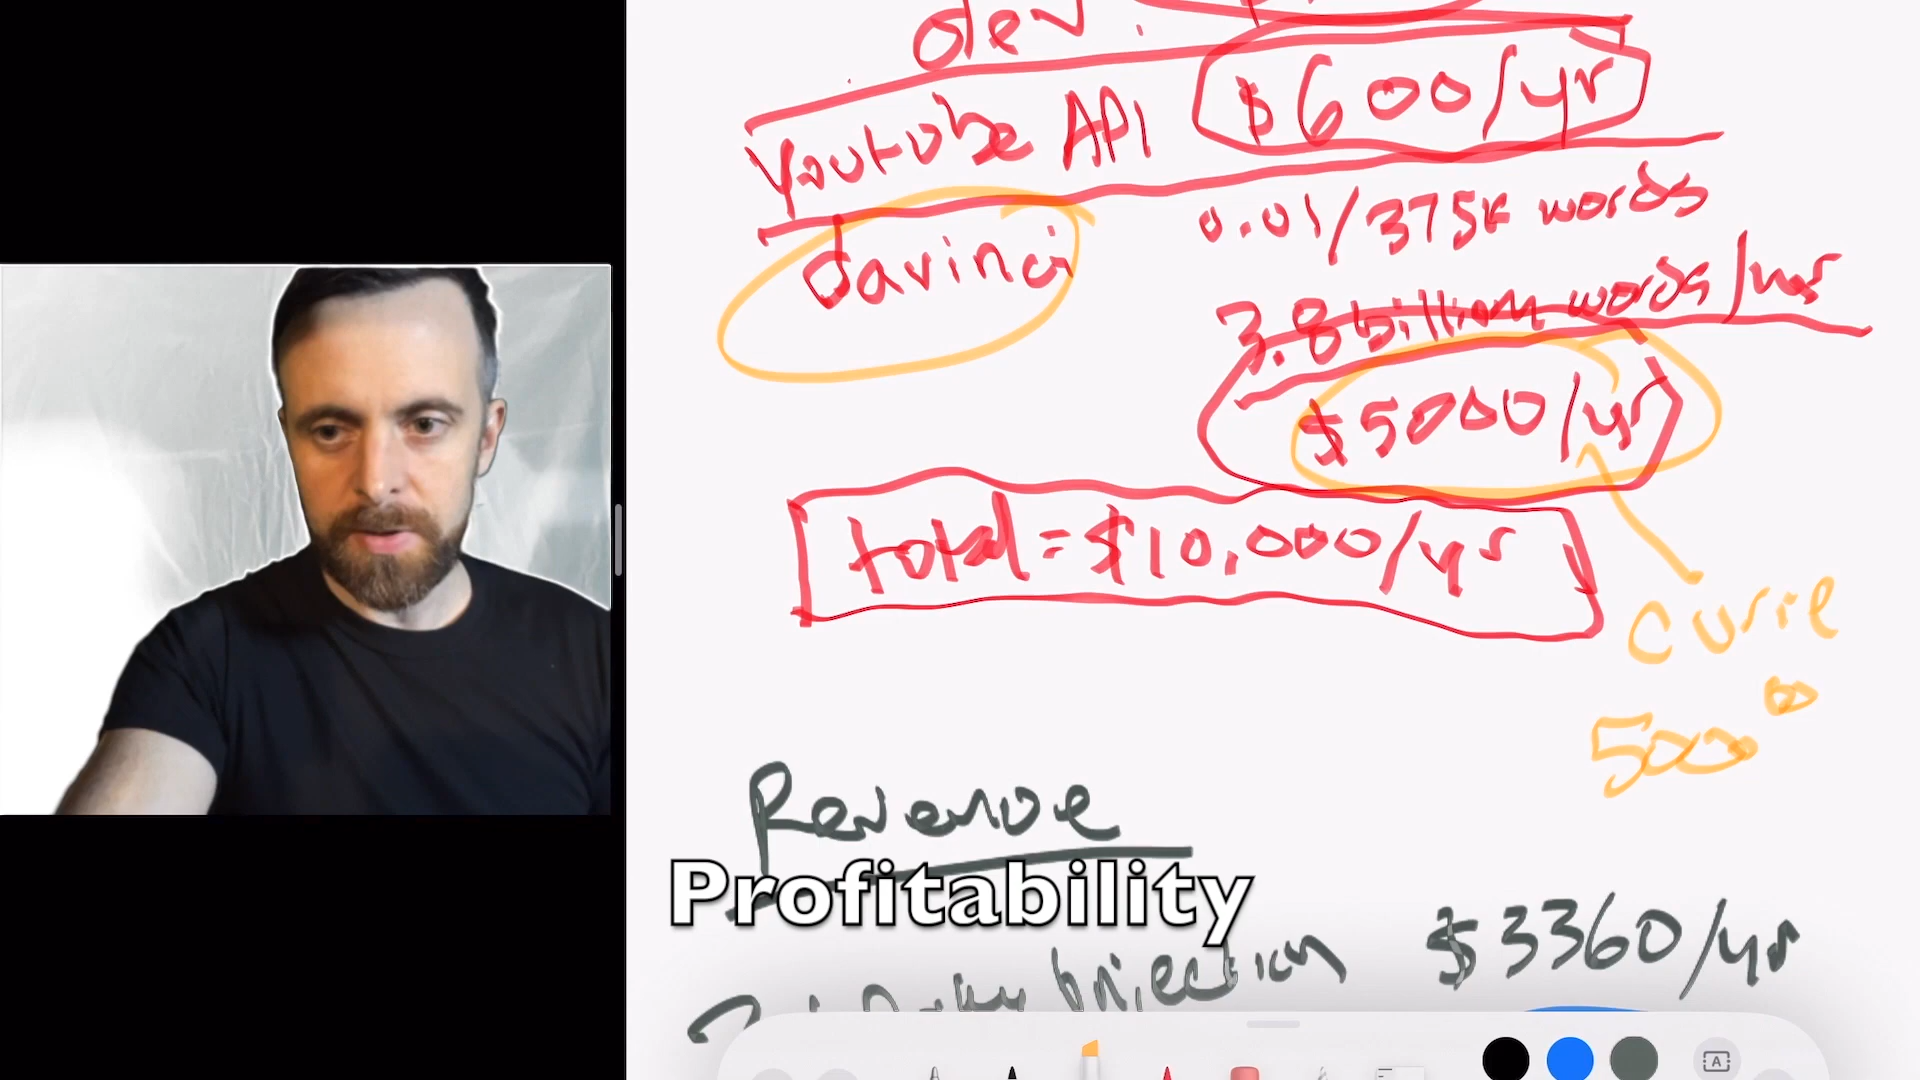 dev.
Youtube API $600/yr
davinci
0.01/375k words
3.8 billion words/yr
$5000/yr
total = $10,000/yr
Curie
500
Revenue
Profitability
$3360/yr
A